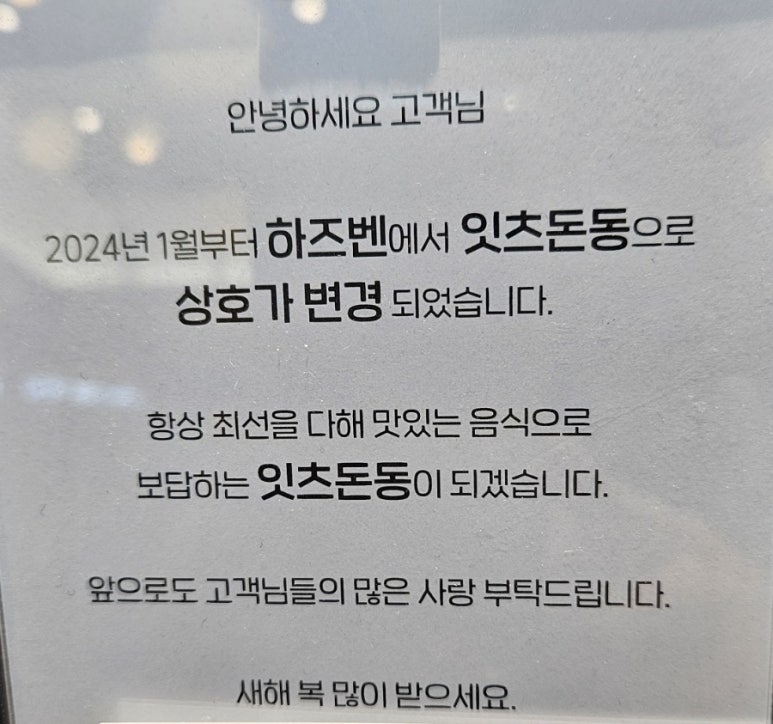 안녕하세요 고객님
2024년 1월부터 하즈벤에서 잇츠돈동으로
상호가 변경 되었습니다.
항상 최선을 다해 맛있는 음식으로
보답하는 잇츠돈동이 되겠습니다.
앞으로도 고객님들의 많은 사랑 부탁드립니다.
새해 복 많이 받으세요.